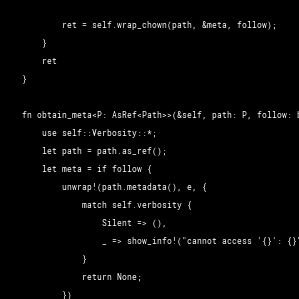 ret = self.wrap_chown(path, &meta, follow);
}
ret
}
fn obtain_meta<P: AsRef<Path>>(&self, path: P, follow:
use self::Verbosity::*;
let path = path.as_ref();
let meta = if follow {
unwrap!(path.metadata(), e, {
match self.verbosity {
Silent => (),
_ => show_info!("cannot access '{}': {}"
}
return None;
})